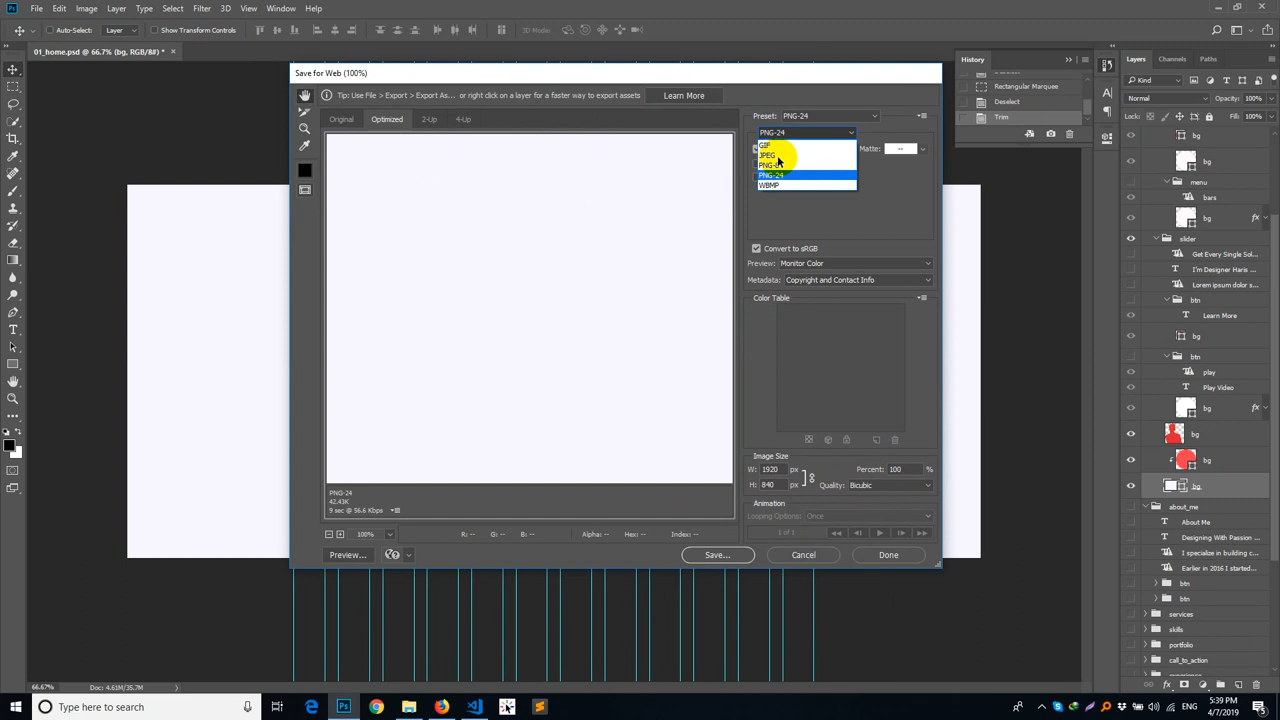 Ps File Edit Image Layer Type Select Filter 3D View Window Help
Auto-Select: Layer Show Transform Controls 3D Mode:
01_home.psd @ 66.7% (bg, RGB/8#) * ×
Save for Web (100%)
Tip: Use File > Export > Export As... or right click on a layer for a faster way to export assets Learn More
Original Optimized 2-Up 4-Up
Preset: PNG-24
PNG-24
GIF
JPEG
PNG-8
PNG-24
WBMP
Matte: --
Convert to sRGB
Preview: Monitor Color
Metadata: Copyright and Contact Info
Color Table
Image Size
W: 1920 px
H: 840 px
Percent: 100 %
Quality: Bicubic
Animation
Looping Options: Once
1 of 1
PNG-24
42.43K
9 sec @ 56.6 Kbps
100% R: -- G: -- B: -- Alpha: -- Hex: -- Index: --
Preview... Save... Cancel Done
History
Deselect
Rectangular Marquee
Deselect
Trim
Layers Channels Paths
Kind
Normal Opacity: 100%
Lock: Fill: 100%
bg
bg
menu
bars
bg fx
slider
Get Every Single Sol...
I'm Designer Haris ...
Lorem ipsum dolor s...
btn
Learn More
bg
btn
play
Play Video
bg fx
bg
bg
bg
about_me
About Me
Designing With Passion ...
I specialize in building c...
Earlier in 2016 I started...
btn
btn
services
skills
portfolio
call_to_action
66.67% Doc: 4.61M/35.7M
Type here to search
5:39 PM
4/7/2019